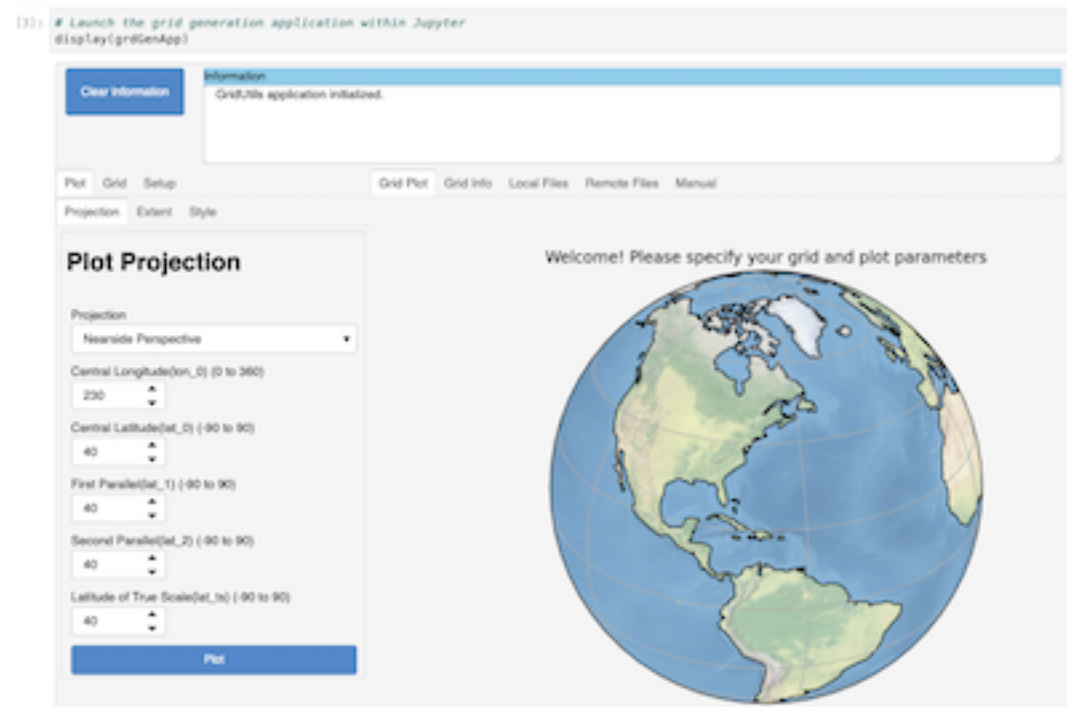 [3]: # Launch the grid generation application within Jupyter
display(grdGenApp)
Clear Information
Information
GridUtils application initialized.
Plot Grid Setup
Grid Plot Grid Info Local Files Remote Files Manual
Projection Extent Style
Plot Projection
Welcome! Please specify your grid and plot parameters
Projection
Nearside Perspective
Central Longitude(lon_0) (0 to 360)
230
Central Latitude(lat_0) (-90 to 90)
40
First Parallel(lat_1) (-90 to 90)
40
Second Parallel(lat_2) (-90 to 90)
40
Latitude of True Scale(lat_ts) (-90 to 90)
40
Plot